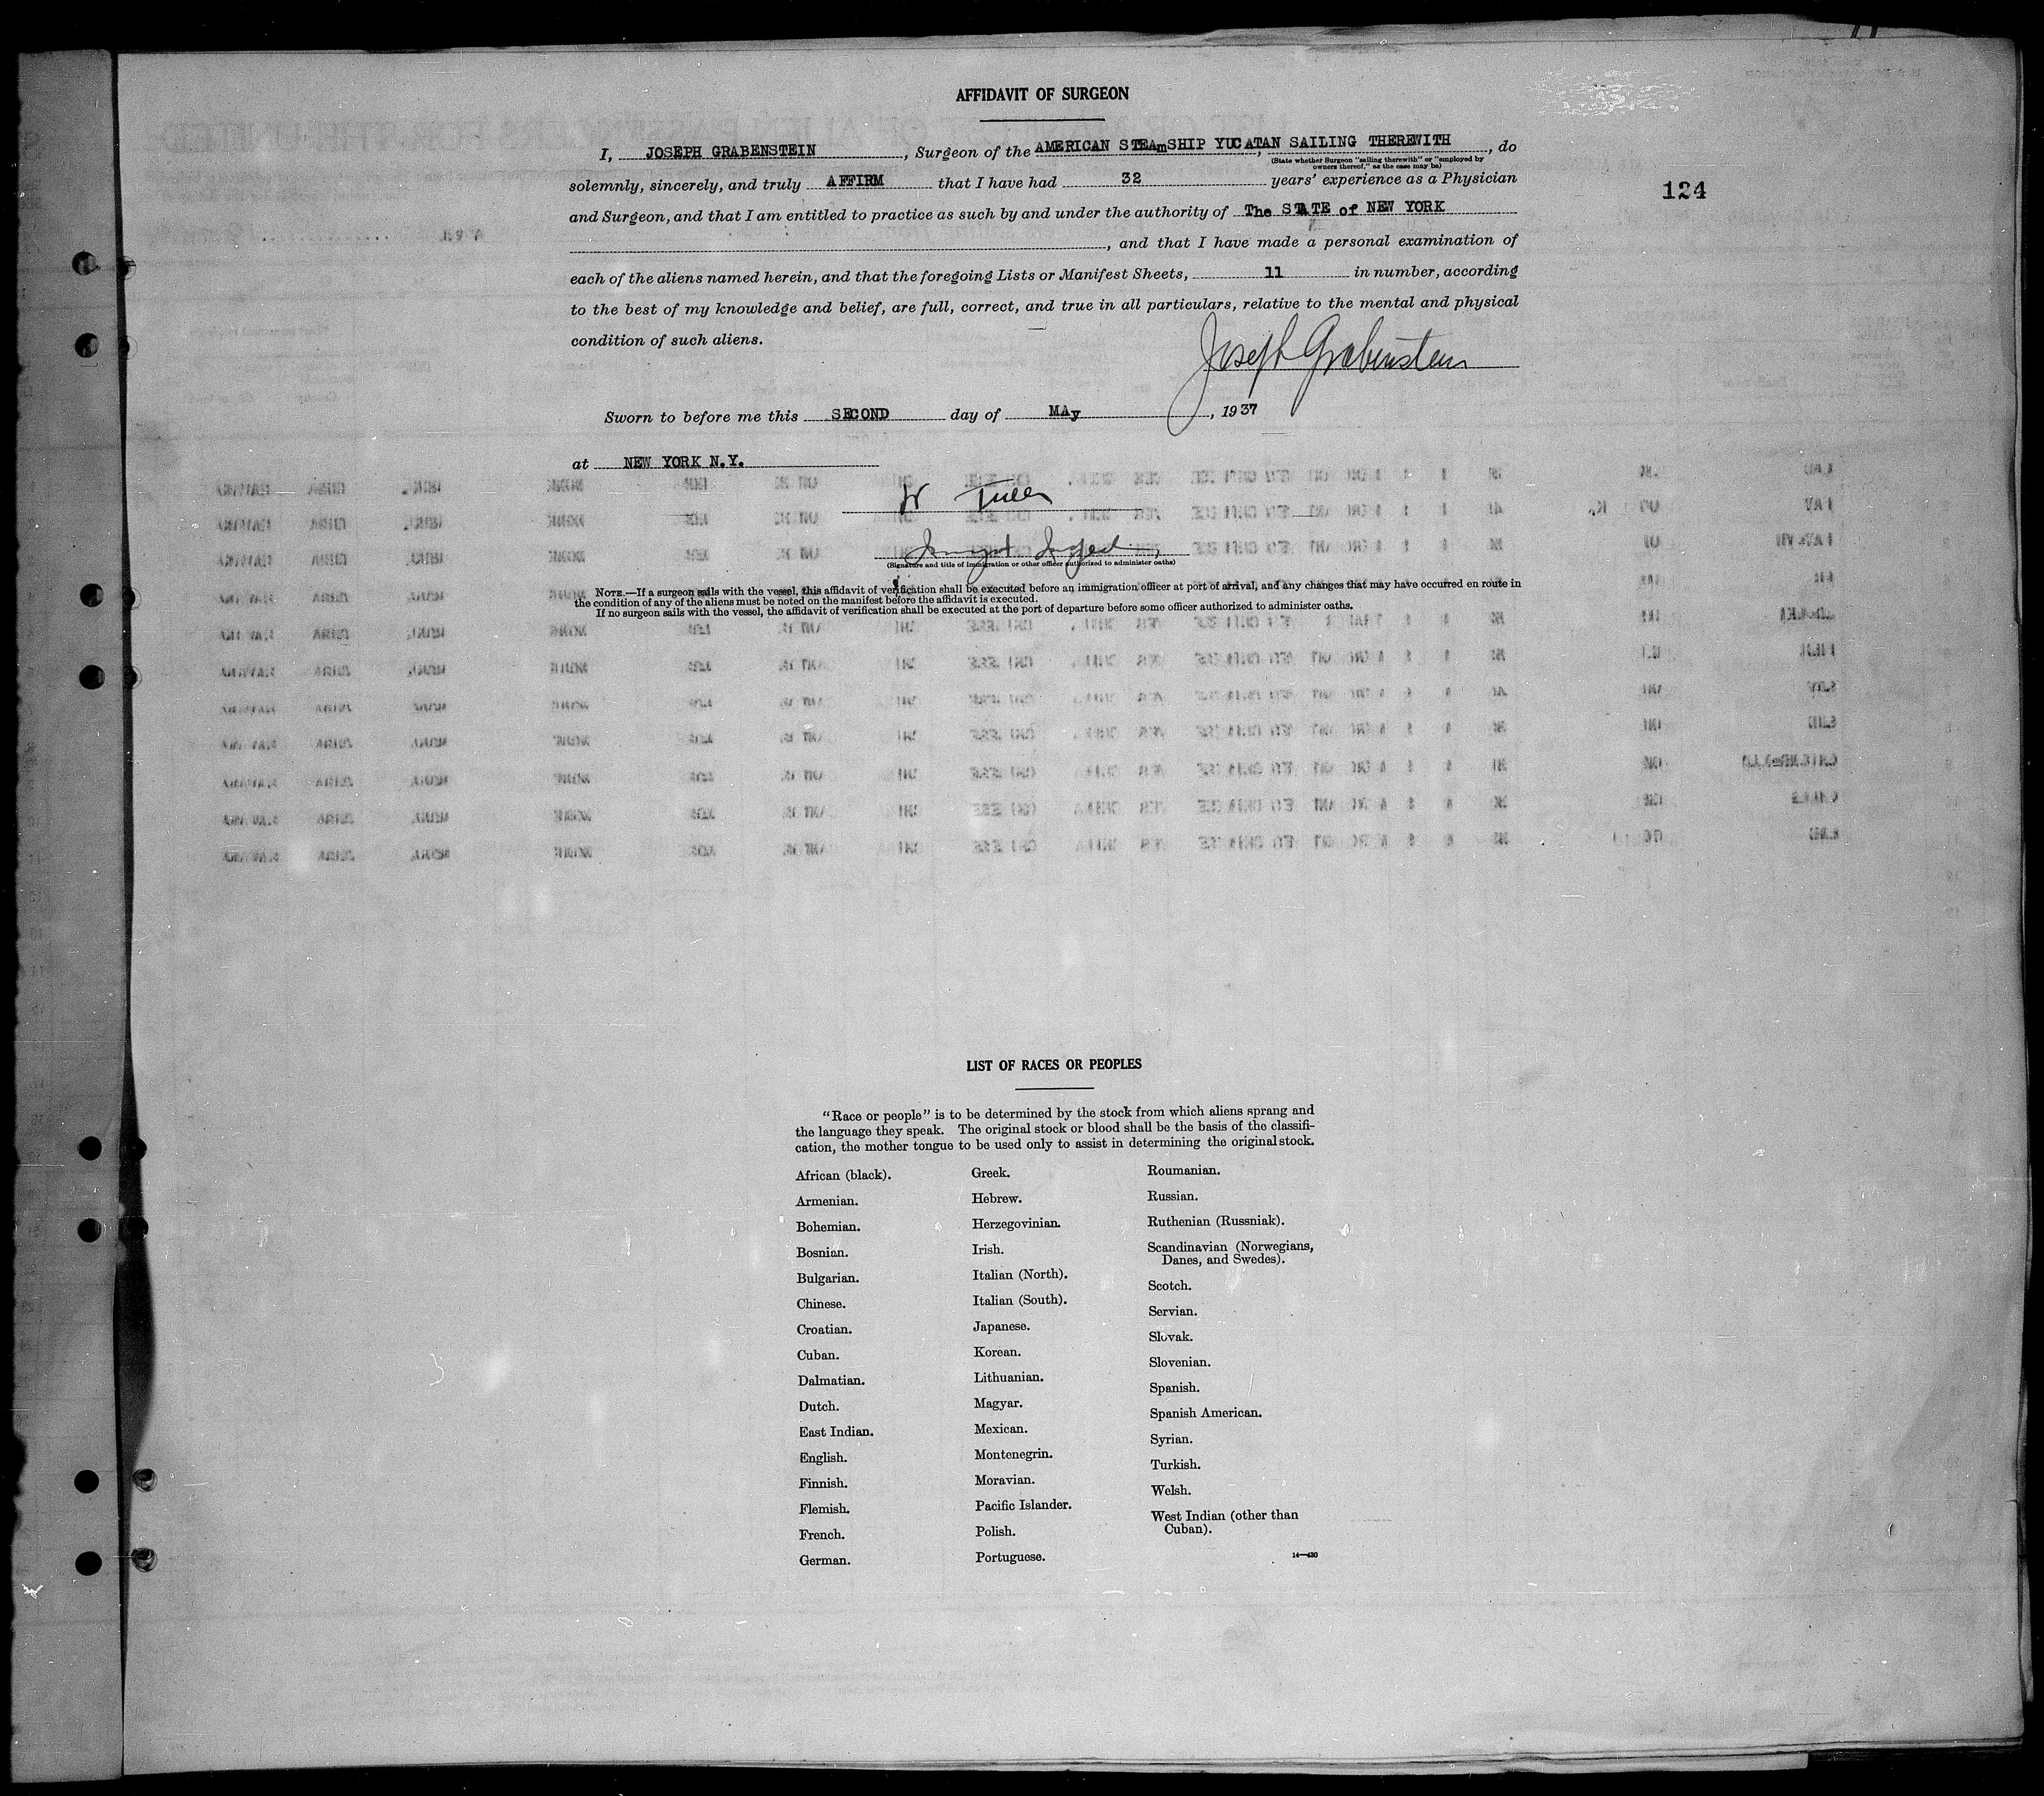 AFFIDAVIT OF SURGEON
I, JOSEPH GRABENSTEIN, Surgeon of the AMERICAN STEAmSHIP YUCATAN, SAILING THEREWITH, do
(State whether Surgeon "sailing therewith" or "employed by
owners thereof," as the case may be)
solemnly, sincerely, and truly AFFIRM that I have had 32 years' experience as a Physician
124
and Surgeon, and that I am entitled to practice as such by and under the authority of The STATE of NEW YORK
, and that I have made a personal examination of
each of the aliens named herein, and that the foregoing Lists or Manifest Sheets, 11 in number, according
to the best of my knowledge and belief, are full, correct, and true in all particulars, relative to the mental and physical
condition of such aliens.
Joseph Grabenstein
Sworn to before me this SECOND day of MAy, 1937
at NEW YORK N.Y.
(Signature and title of immigration or other officer authorized to administer oaths)
NOTE.—If a surgeon sails with the vessel, this affidavit of verification shall be executed before an immigration officer at port of arrival, and any changes that may have occurred en route in
the condition of any of the aliens must be noted on the manifest before the affidavit is executed.
If no surgeon sails with the vessel, the affidavit of verification shall be executed at the port of departure before some officer authorized to administer oaths.
LIST OF RACES OR PEOPLES
"Race or people" is to be determined by the stock from which aliens sprang and
the language they speak. The original stock or blood shall be the basis of the classifi-
cation, the mother tongue to be used only to assist in determining the original stock.
African (black).
Armenian.
Bohemian.
Bosnian.
Bulgarian.
Chinese.
Croatian.
Cuban.
Dalmatian.
Dutch.
East Indian.
English.
Finnish.
Flemish.
French.
German.
Greek.
Hebrew.
Herzegovinian.
Irish.
Italian (North).
Italian (South).
Japanese.
Korean.
Lithuanian.
Magyar.
Mexican.
Montenegrin.
Moravian.
Pacific Islander.
Polish.
Portuguese.
Roumanian.
Russian.
Ruthenian (Russniak).
Scandinavian (Norwegians,
Danes, and Swedes).
Scotch.
Servian.
Slovak.
Slovenian.
Spanish.
Spanish American.
Syrian.
Turkish.
Welsh.
West Indian (other than
Cuban).
14—430